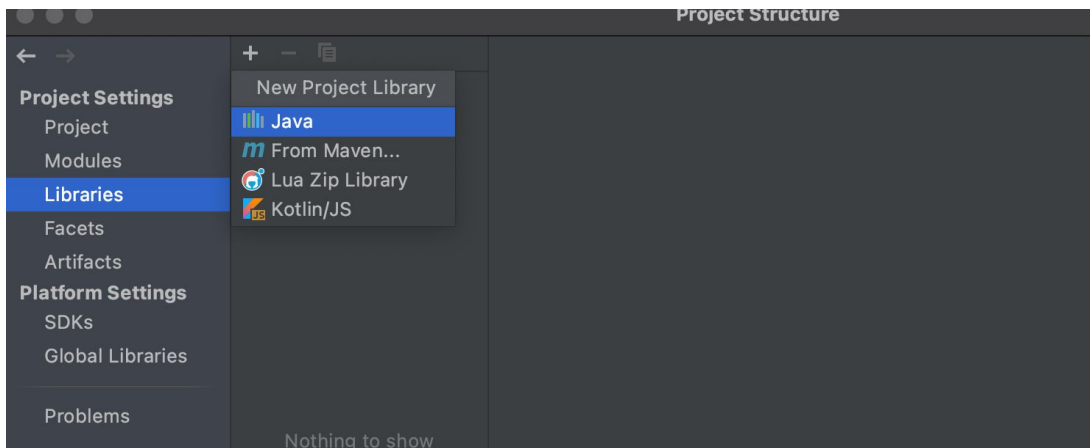 Project Structure
Project Settings
Project
Modules
Libraries
Facets
Artifacts
Platform Settings
SDKs
Global Libraries
Problems
New Project Library
Java
m From Maven...
Lua Zip Library
JS Kotlin/JS
Nothing to show